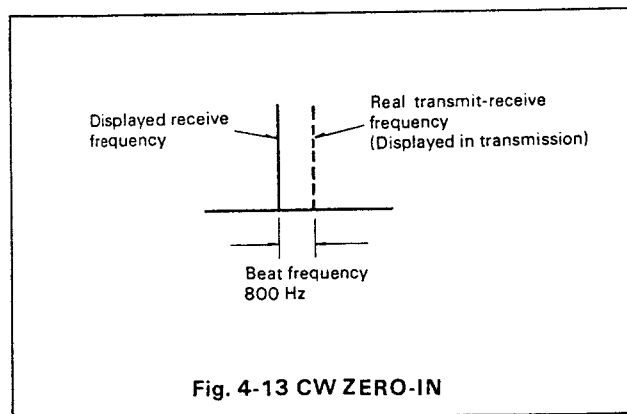 Displayed receive
frequency
Real transmit-receive
frequency
(Displayed in transmission)
Beat frequency
800 Hz
Fig. 4-13 CW ZERO-IN